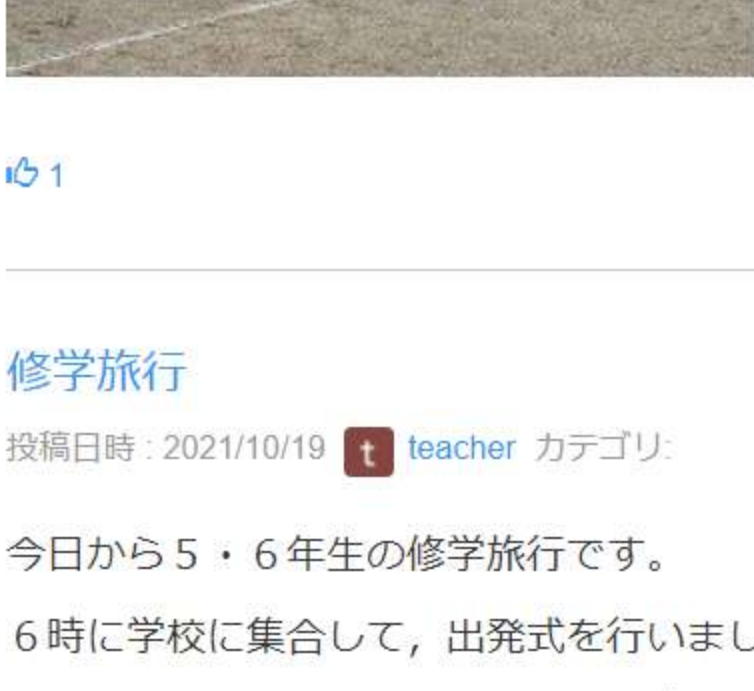 1
修学旅行
投稿日時 : 2021/10/19 t teacher カテゴリ:
今日から５・６年生の修学旅行です。
６時に学校に集合して，出発式を行いまし